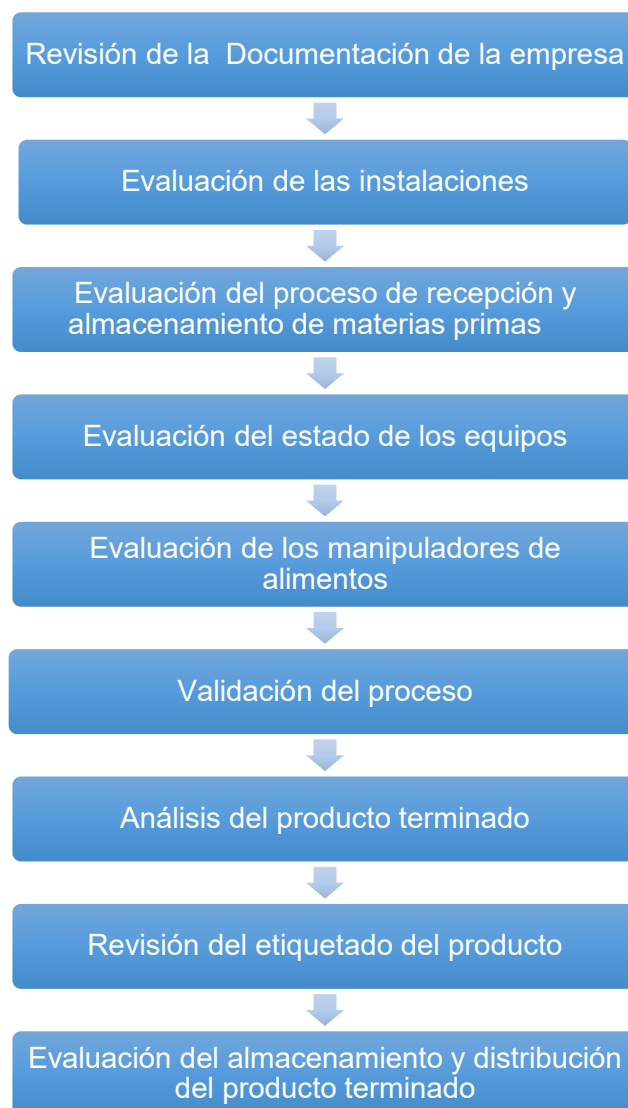 Revisión de la  Documentación de la empresa
Evaluación de las instalaciones
Evaluación del proceso de recepción y
almacenamiento de materias primas
Evaluación del estado de los equipos
Evaluación de los manipuladores de
alimentos
Validación del proceso
Análisis del producto terminado
Revisión del etiquetado del producto
Evaluación del almacenamiento y distribución
del producto terminado